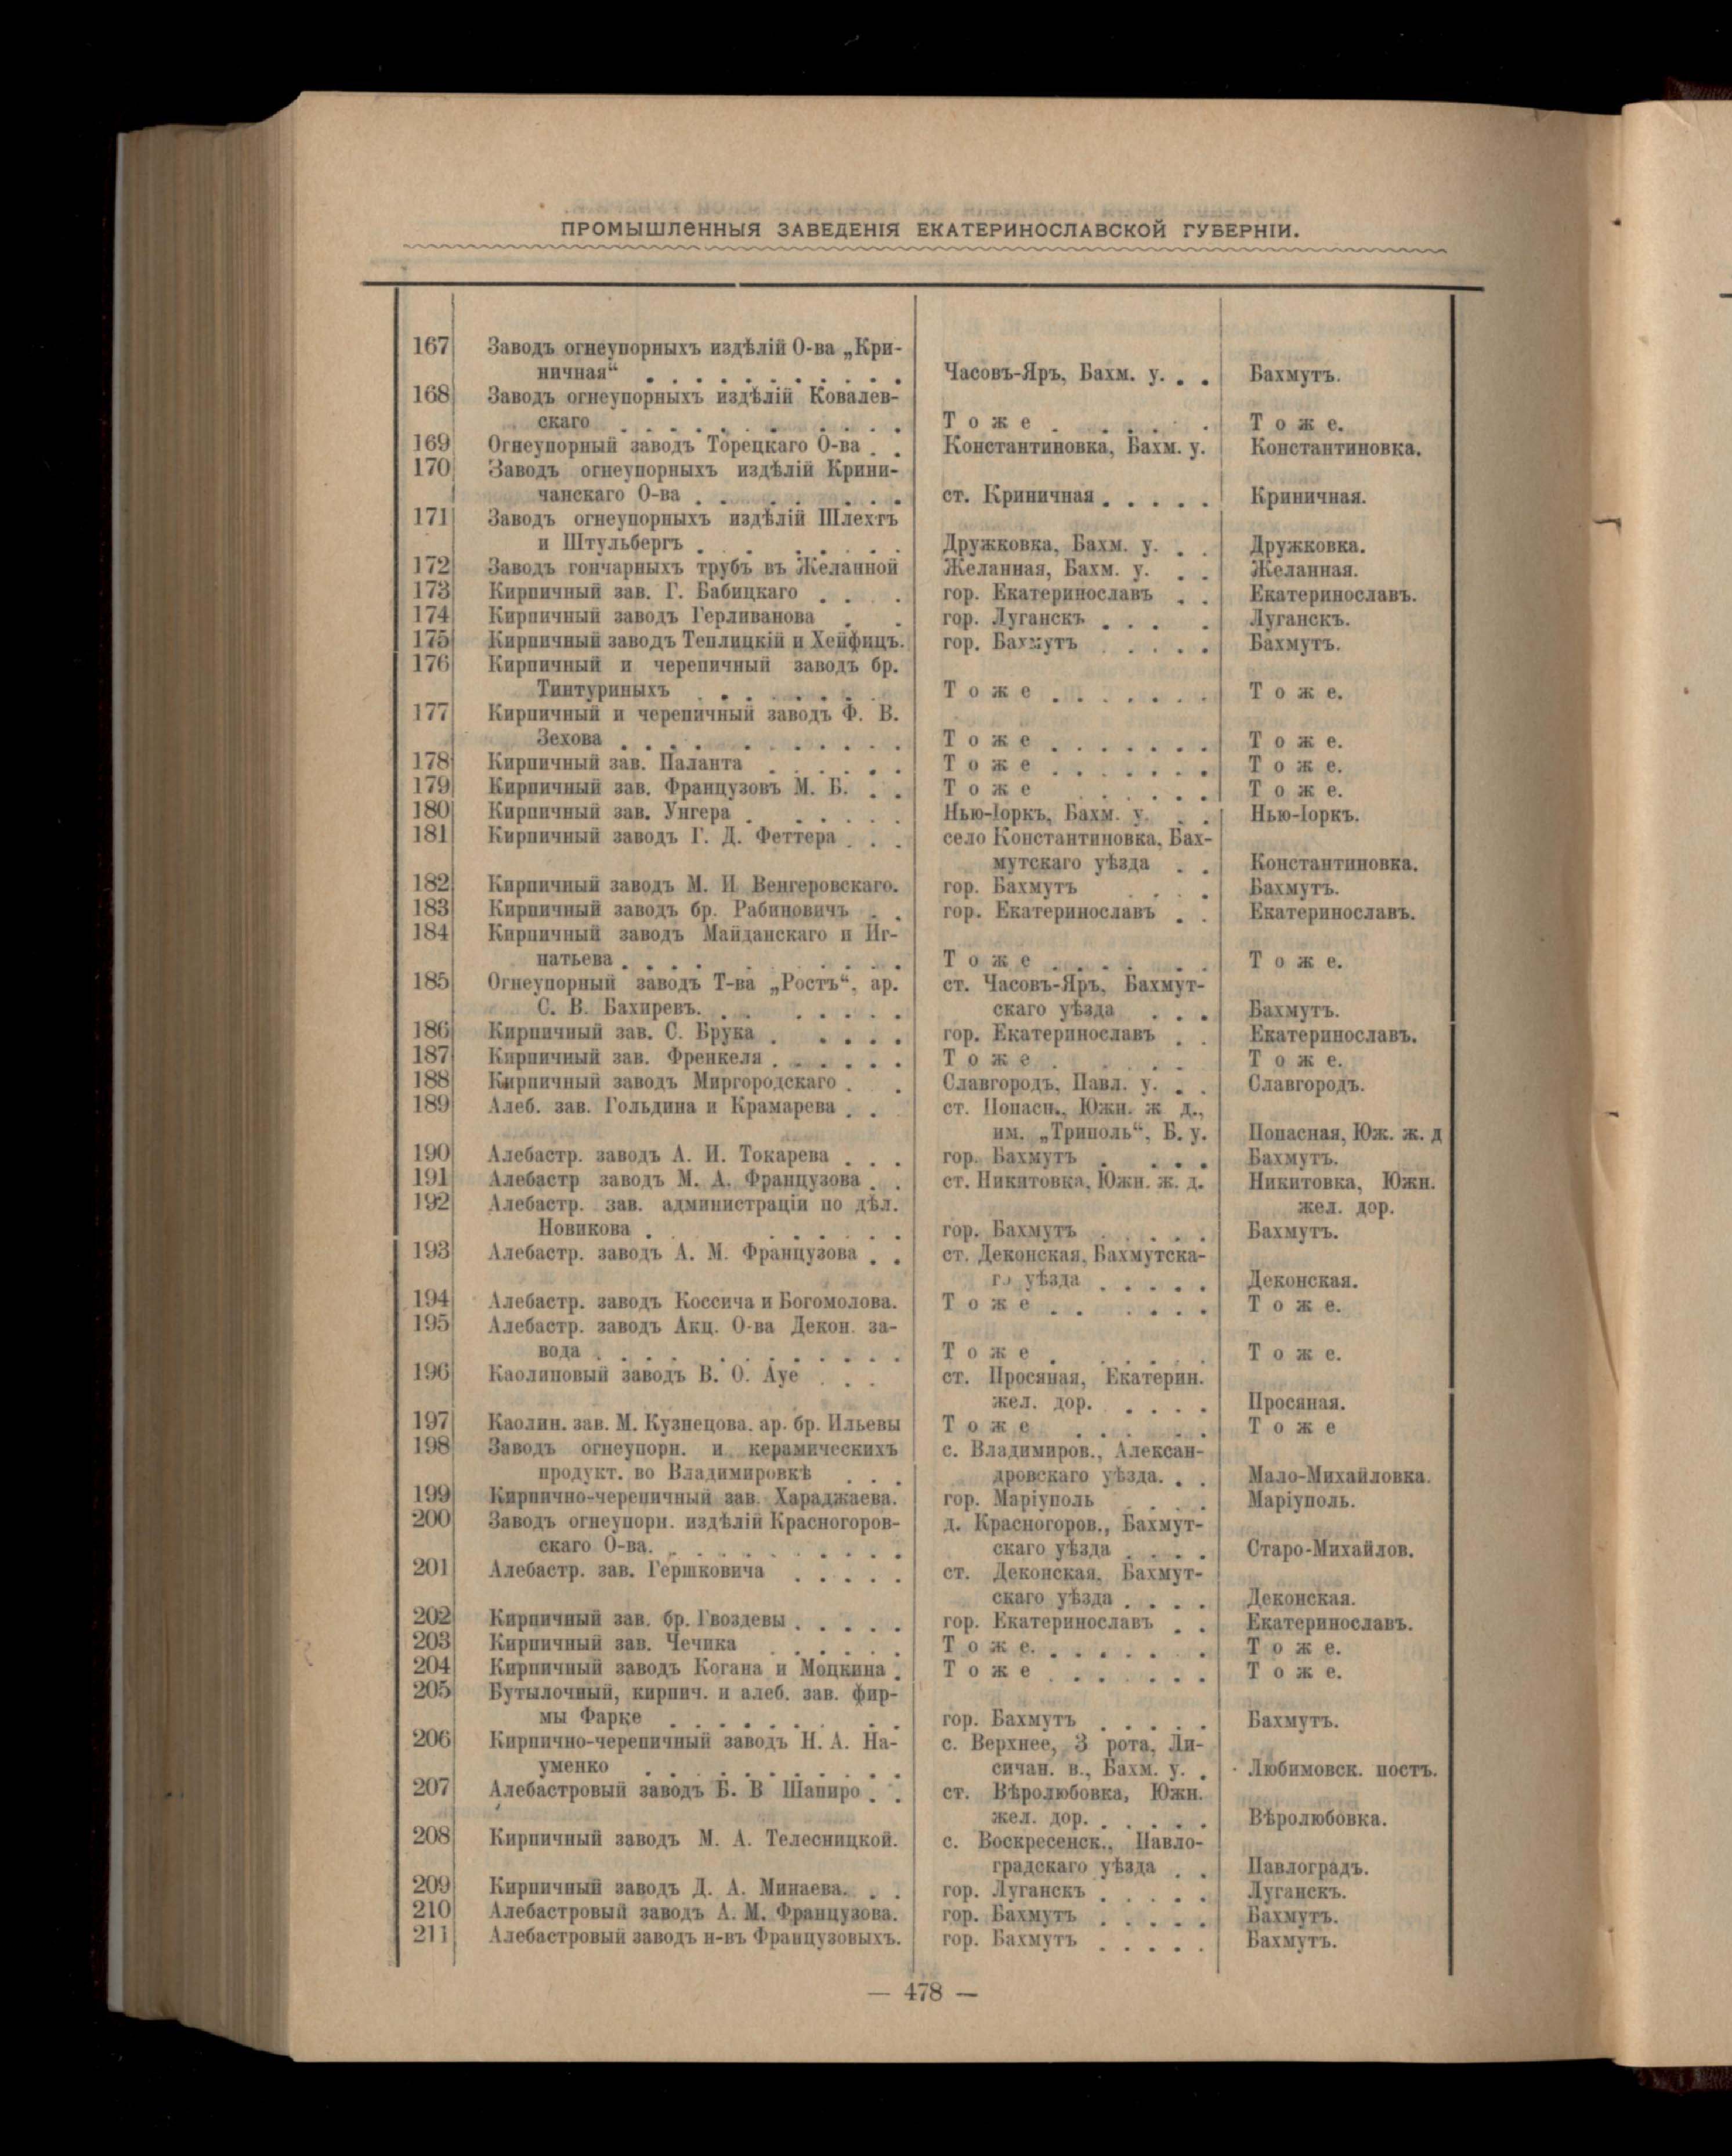 ПРОМЫШЛЕННЫЯ ЗАВЕДЕНІЯ ЕКАТЕРИНОСЛАВСКОЙ ГУБЕРНІИ.
167 Заводъ огнеупорныхъ издѣлій О-ва „Кри-
ничная“ . . . . . . . . . . Часовъ-Яръ, Бахм. у. . . Бахмутъ.
168 Заводъ огнеупорныхъ издѣлій Ковалев-
скаго . . . . . . . . . . . Тоже . . . . . . Тоже.
169 Огнеупорный заводъ Торецкаго О-ва . . Константиновка, Бахм. у. Константиновка.
170 Заводъ огнеупорныхъ издѣлій Крини-
чанскаго О-ва . . . . . . . . ст. Криничная . . . . . Криничная.
171 Заводъ огнеупорныхъ издѣлій Шлехтъ
и Штульбергъ . . . . . . . Дружковка, Бахм. у. . . Дружковка.
172 Заводъ гончарныхъ трубъ въ Желанной Желанная, Бахм. у. . . Желанная.
173 Кирпичный зав. Г. Бабицкаго . . . . гор. Екатеринославъ . . Екатеринославъ.
174 Кирпичный заводъ Герливанова . . гор. Луганскъ . . . . Луганскъ.
175 Кирпичный заводъ Теплицкій и Хейфицъ. гор. Бахмутъ . . . . . Бахмутъ.
176 Кирпичный и черепичный заводъ бр.
Тинтуриныхъ . . . . . . . . Тоже . . . . . . . Тоже.
177 Кирпичный и черепичный заводъ Ф. В.
Зехова . . . . . . . . . . . Тоже . . . . . . . Тоже.
178 Кирпичный зав. Паланта . . . . . . Тоже . . . . . . . Тоже.
179 Кирпичный зав. Французовъ М. Б. . . Тоже . . . . . . Тоже.
180 Кирпичный зав. Унгера . . . . . . Нью-Іоркъ, Бахм. у. . . Нью-Іоркъ.
181 Кирпичный заводъ Г. Д. Феттера . . . село Константиновка, Бах-
мутскаго уѣзда . . Константиновка.
182 Кирпичный заводъ М. И Венгеровскаго. гор. Бахмутъ . . . Бахмутъ.
183 Кирпичный заводъ бр. Рабиновичъ . . гор. Екатеринославъ . . Екатеринославъ.
184 Кирпичный заводъ Майданскаго и Иг-
натьева . . . . . . . . . . Тоже . . . . . . Тоже.
185 Огнеупорный заводъ Т-ва „Ростъ“, ар. ст. Часовъ-Яръ, Бахмут-
С. В. Бахиревъ. . . . . . . . скаго уѣзда . . . Бахмутъ.
186 Кирпичный зав. С. Брука . . . . . гор. Екатеринославъ . . Екатеринославъ.
187 Кирпичный зав. Френкеля . . . . . . Тоже . . . . . Тоже.
188 Кирпичный заводъ Миргородскаго . . Славгородъ, Павл. у. . . Славгородъ.
189 Алеб. зав. Гольдина и Крамарева . . ст. Попасн., Южн. ж д.,
им. „Триполь“, Б. у. Попасная, Юж. ж. д
190 Алебастр. заводъ А. И. Токарева . . . гор. Бахмутъ . . . . Бахмутъ.
191 Алебастр заводъ М. А. Французова . . ст. Никитовка, Южн. ж. д. Никитовка, Южн.
192 Алебастр. зав. администраціи по дѣл. жел. дор.
Новикова . . . . . . . . гор. Бахмутъ . . . . . Бахмутъ.
193 Алебастр. заводъ А. М. Французова . . ст. Деконская, Бахмутска-
го уѣзда . . . . . Деконская.
194 Алебастр. заводъ Коссича и Богомолова. Тоже . . . . . . Тоже.
195 Алебастр. заводъ Акц. О-ва Декон. за-
вода . . . . . . . . . . . Тоже . . . . . . Тоже.
196 Каолиновый заводъ В. О. Ауе . . . ст. Просяная, Екатерин.
жел. дор. . . . . Просяная.
197 Каолин. зав. М. Кузнецова, ар. бр. Ильевы Тоже . . . . . Тоже
198 Заводъ огнеупорн. и керамическихъ с. Владимиров., Алексан-
продукт. во Владимировкѣ . . . дровскаго уѣзда. . . Мало-Михайловка.
199 Кирпично-черепичный зав. Хараджаева. гор. Маріуполь . . . . Маріуполь.
200 Заводъ огнеупорн. издѣлій Красногоров- д. Красногоров., Бахмут-
скаго О-ва. . . . . . . . . . скаго уѣзда . . . . Старо-Михайлов.
201 Алебастр. зав. Гершковича . . . . . ст. Деконская, Бахмут-
скаго уѣзда . . . . Деконская.
202 Кирпичный зав. бр. Гвоздевы . . . . . гор. Екатеринославъ . . Екатеринославъ.
203 Кирпичный зав. Чечика . . . . . . Тоже. . . . . . . Тоже.
204 Кирпичный заводъ Когана и Моцкина . Тоже . . . . . . . Тоже.
205 Бутылочный, кирпич. и алеб. зав. фир-
мы Фарке . . . . . . . . . гор. Бахмутъ . . . . . Бахмутъ.
206 Кирпично-черепичный заводъ Н. А. На- с. Верхнее, 3 рота, Ли-
уменко . . . . . . . . . . . сичан. в., Бахм. у. . Любимовск. постъ.
207 Алебастровый заводъ Б. В Шапиро . . ст. Вѣролюбовка, Южн.
жел. дор. . . . . . Вѣролюбовка.
208 Кирпичный заводъ М. А. Телесницкой. с. Воскресенск., Павло-
градскаго уѣзда . . Павлоградъ.
209 Кирпичный заводъ Д. А. Минаева. . . гор. Луганскъ . . . . . Луганскъ.
210 Алебастровый заводъ А. М. Французова. гор. Бахмутъ . . . . . Бахмутъ.
211 Алебастровый заводъ н-въ Французовыхъ. гор. Бахмутъ . . . . . Бахмутъ.
— 478 —